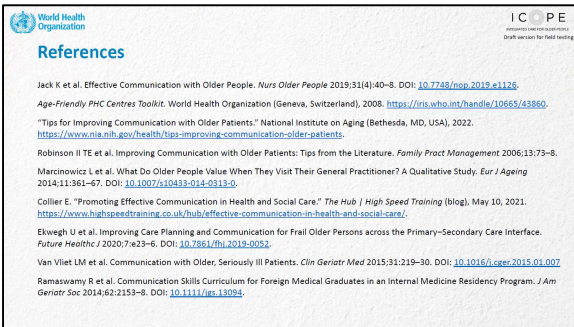 World Health
Organization
ICOPE
INTEGRATED CARE FOR OLDER PEOPLE
Draft version for field testing
References
Jack K et al. Effective Communication with Older People. Nurs Older People 2019;31(4):40–8. DOI: 10.7748/nop.2019.e1126.
Age-Friendly PHC Centres Toolkit. World Health Organization (Geneva, Switzerland), 2008. https://iris.who.int/handle/10665/43860.
“Tips for Improving Communication with Older Patients.” National Institute on Aging (Bethesda, MD, USA), 2022.
https://www.nia.nih.gov/health/tips-improving-communication-older-patients.
Robinson II TE et al. Improving Communication with Older Patients: Tips from the Literature. Family Pract Management 2006;13;73–8.
Marcinowicz L et al. What Do Older People Value When They Visit Their General Practitioner? A Qualitative Study. Eur J Ageing
2014;11:361–67. DOI: 10.1007/s10433-014-0313-0.
Collier E. “Promoting Effective Communication in Health and Social Care.” The Hub | High Speed Training (blog), May 10, 2021.
https://www.highspeedtraining.co.uk/hub/effective-communication-in-health-and-social-care/.
Ekwegh U et al. Improving Care Planning and Communication for Frail Older Persons across the Primary–Secondary Care Interface.
Future Healthc J 2020;7:e23–6. DOI: 10.7861/fhj.2019-0052.
Van Vliet LM et al. Communication with Older, Seriously Ill Patients. Clin Geriatr Med 2015;31:219–30. DOI: 10.1016/j.cger.2015.01.007
Ramaswamy R et al. Communication Skills Curriculum for Foreign Medical Graduates in an Internal Medicine Residency Program. J Am
Geriatr Soc 2014;62:2153–8. DOI: 10.1111/jgs.13094.